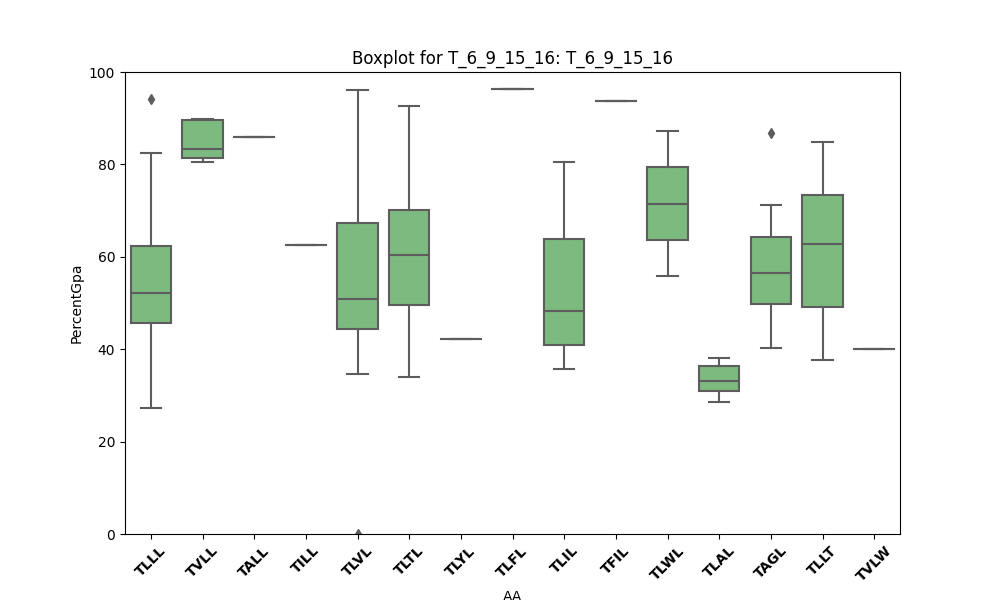 Boxplot for T_6_9_15_16: T_6_9_15_16
100
80
60
40
20
0
PercentGpa
TLLL
TVLL
TALL
TILL
TLVL
TLTL
TLYL
TLFL
TLIL
TFIL
TLWL
TLAL
TAGL
TLLT
TVLW
AA